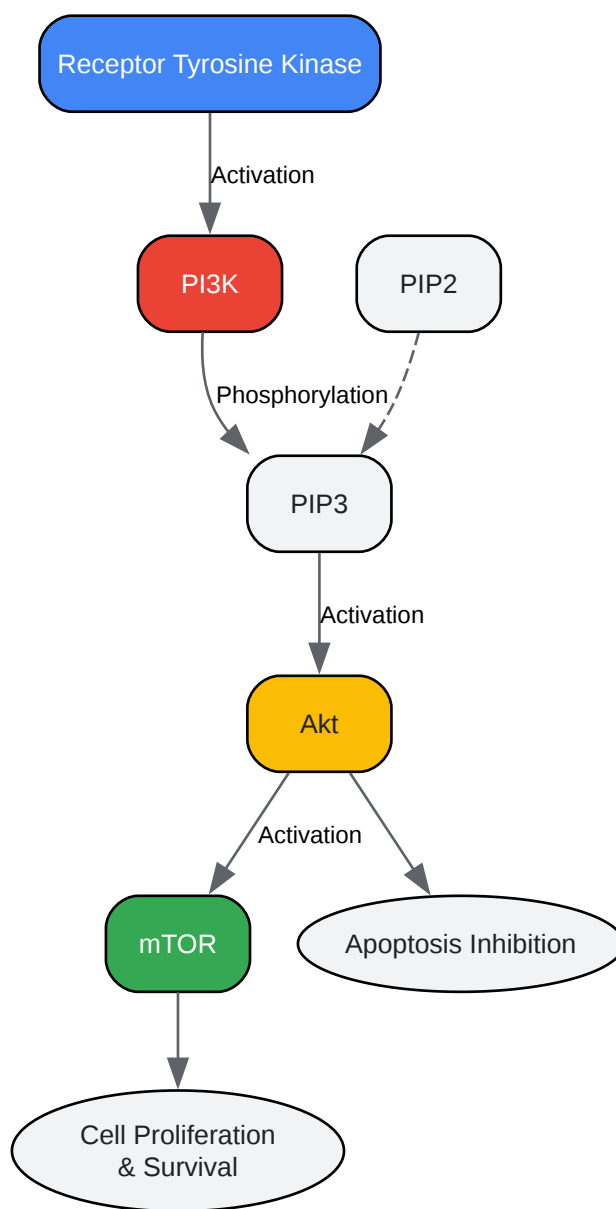 Receptor Tyrosine Kinase
Activation
PI3K
PIP2
Phosphorylation
PIP3
Activation
Akt
Activation
mTOR
Apoptosis Inhibition
Cell Proliferation
& Survival